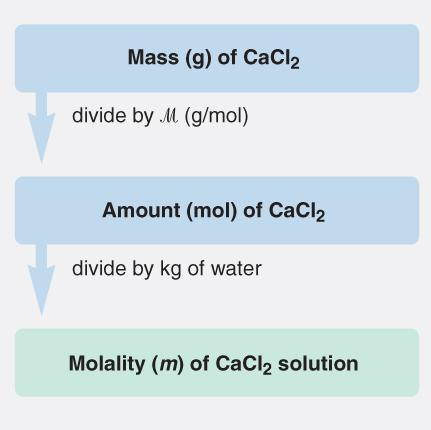 Mass (g) of CaCl₂
divide by ℳ (g/mol)
Amount (mol) of CaCl₂
divide by kg of water
Molality (m) of CaCl₂ solution